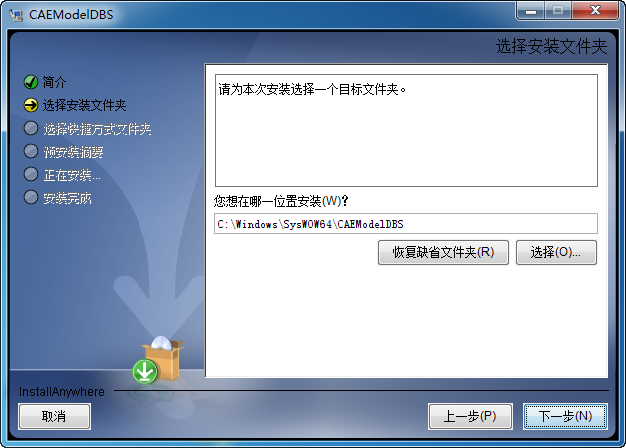 CAEModelDBS
选择安装文件夹
简介
选择安装文件夹
选择快捷方式文件夹
预安装摘要
正在安装...
安装完成
请为本次安装选择一个目标文件夹。
您想在哪一位置安装(W)?
C:\Windows\SysWOW64\CAEModelDBS
恢复缺省文件夹(R)
选择(O)...
InstallAnywhere
取消
上一步(P)
下一步(N)